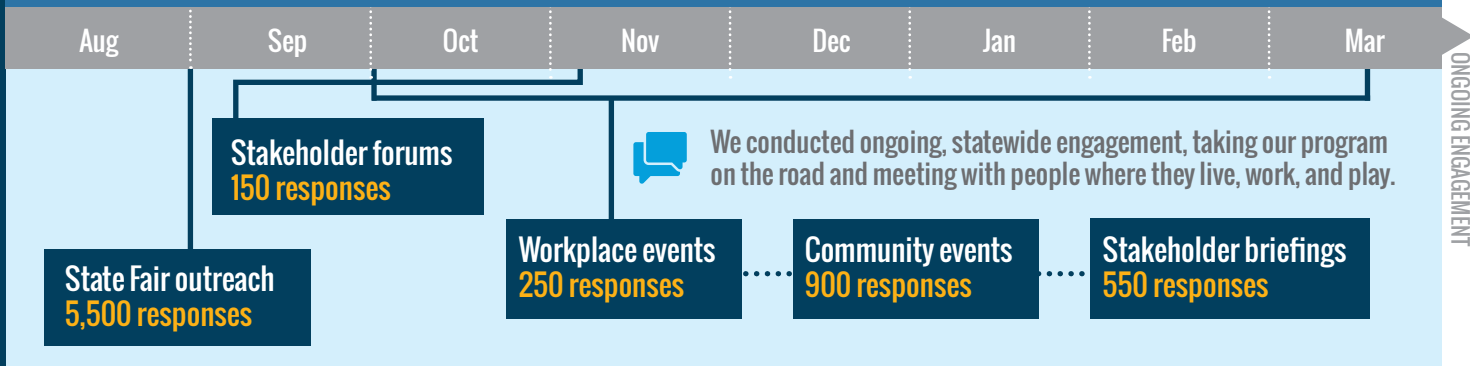 Aug Sep Oct Nov Dec Jan Feb Mar
ONGOING ENGAGEMENT
Stakeholder forums
150 responses
We conducted ongoing, statewide engagement, taking our program
on the road and meeting with people where they live, work, and play.
State Fair outreach
5,500 responses
Workplace events
250 responses
Community events
900 responses
Stakeholder briefings
550 responses